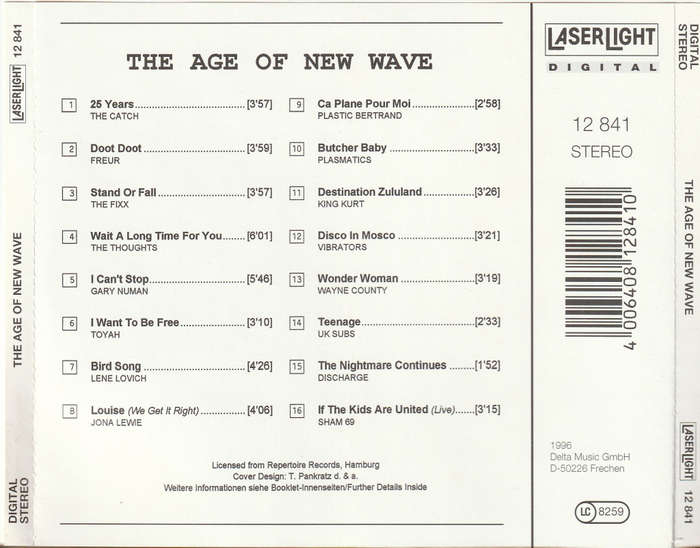 LASERLIGHT 12 841
THE AGE OF NEW WAVE
DIGITAL
STEREO
THE AGE OF NEW WAVE
1 25 Years [3'57]
THE CATCH
2 Doot Doot [3'59]
FREUR
3 Stand Or Fall [3'57]
THE FIXX
4 Wait A Long Time For You [6'01]
THE THOUGHTS
5 I Can't Stop [5'46]
GARY NUMAN
6 I Want To Be Free [3'10]
TOYAH
7 Bird Song [4'26]
LENE LOVICH
8 Louise (We Get It Right) [4'06]
JONA LEWIE
9 Ca Plane Pour Moi [2'58]
PLASTIC BERTRAND
10 Butcher Baby [3'33]
PLASMATICS
11 Destination Zululand [3'26]
KING KURT
12 Disco In Mosco [3'21]
VIBRATORS
13 Wonder Woman [3'19]
WAYNE COUNTY
14 Teenage [2'33]
UK SUBS
15 The Nightmare Continues [1'52]
DISCHARGE
16 If The Kids Are United (Live) [3'15]
SHAM 69
Licensed from Repertoire Records, Hamburg
Cover Design: T. Pankratz d. & a.
Weitere Informationen siehe Booklet-Innenseiten/Further Details Inside
LASERLIGHT
DIGITAL
12 841
STEREO
4 006408 128410
1996
Delta Music GmbH
D-50226 Frechen
LC 8259
DIGITAL
STEREO
THE AGE OF NEW WAVE
LASERLIGHT
12 841